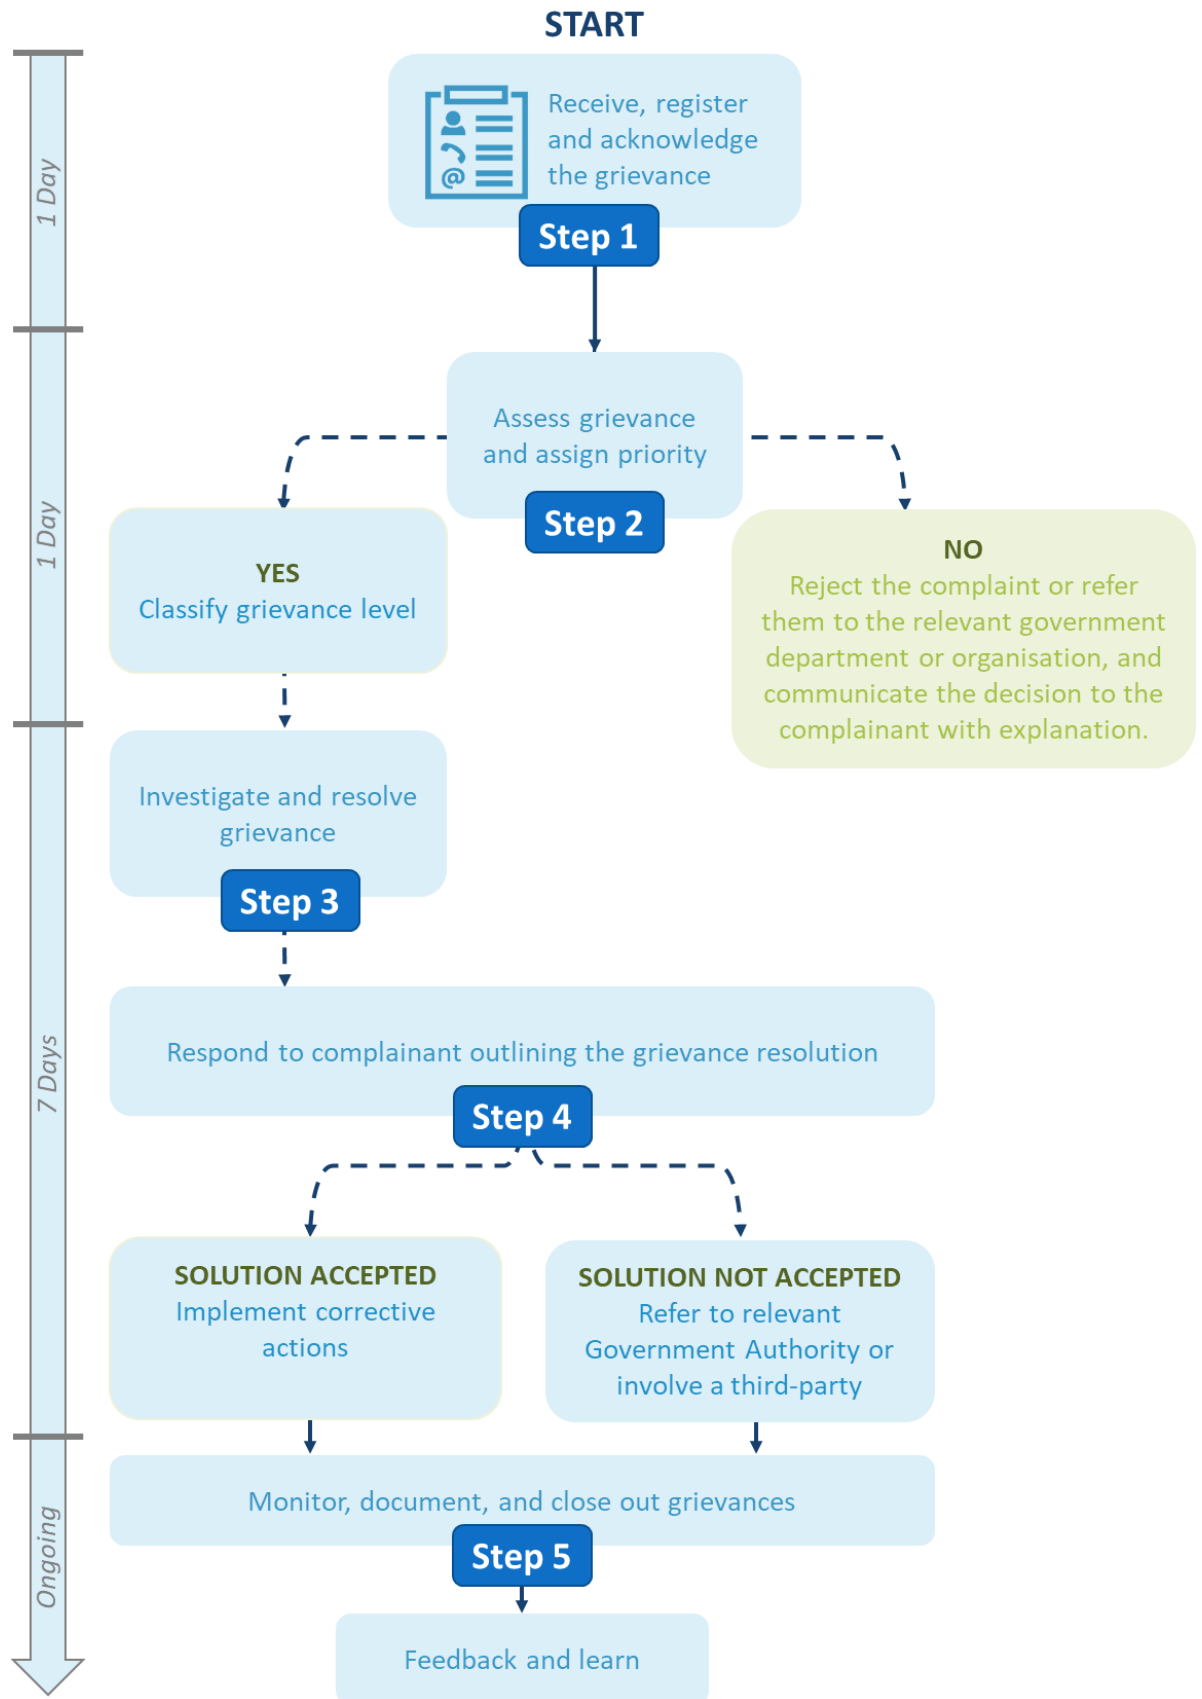 START
1 Day
Receive, register
and acknowledge
the grievance
@
Step 1
1 Day
Assess grievance
and assign priority
Step 2
YES
Classify grievance level
NO
Reject the complaint or refer
them to the relevant government
department or organisation, and
communicate the decision to the
complainant with explanation.
7 Days
Investigate and resolve
grievance
Step 3
Respond to complainant outlining the grievance resolution
Step 4
SOLUTION ACCEPTED
Implement corrective
actions
SOLUTION NOT ACCEPTED
Refer to relevant
Government Authority or
involve a third-party
Ongoing
Monitor, document, and close out grievances
Step 5
Feedback and learn